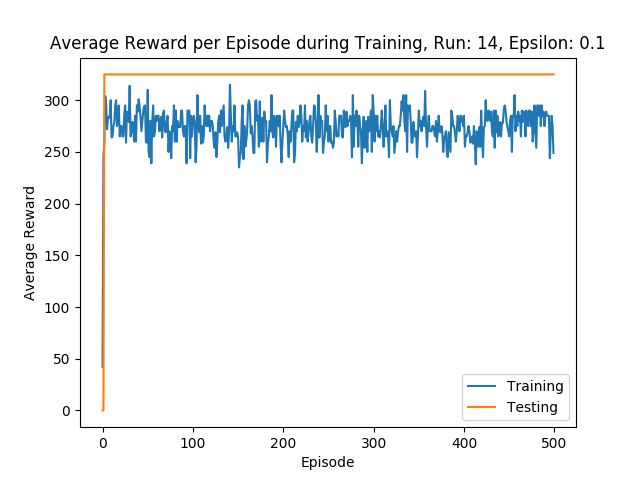 Average Reward per Episode during Training, Run: 14, Epsilon: 0.1
Average Reward
300
250
200
150
100
50
0
0 100 200 300 400 500
Episode
Training
Testing